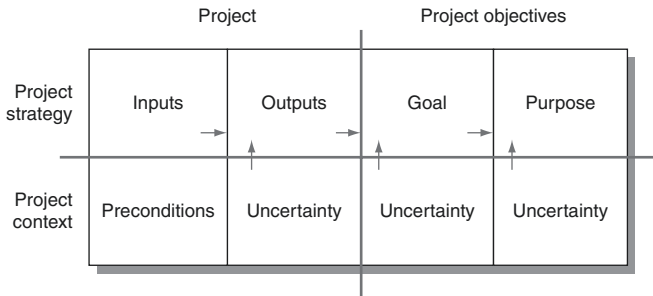 Project
Project objectives
Project
strategy
Inputs
Outputs
Goal
Purpose
Project
context
Preconditions
Uncertainty
Uncertainty
Uncertainty